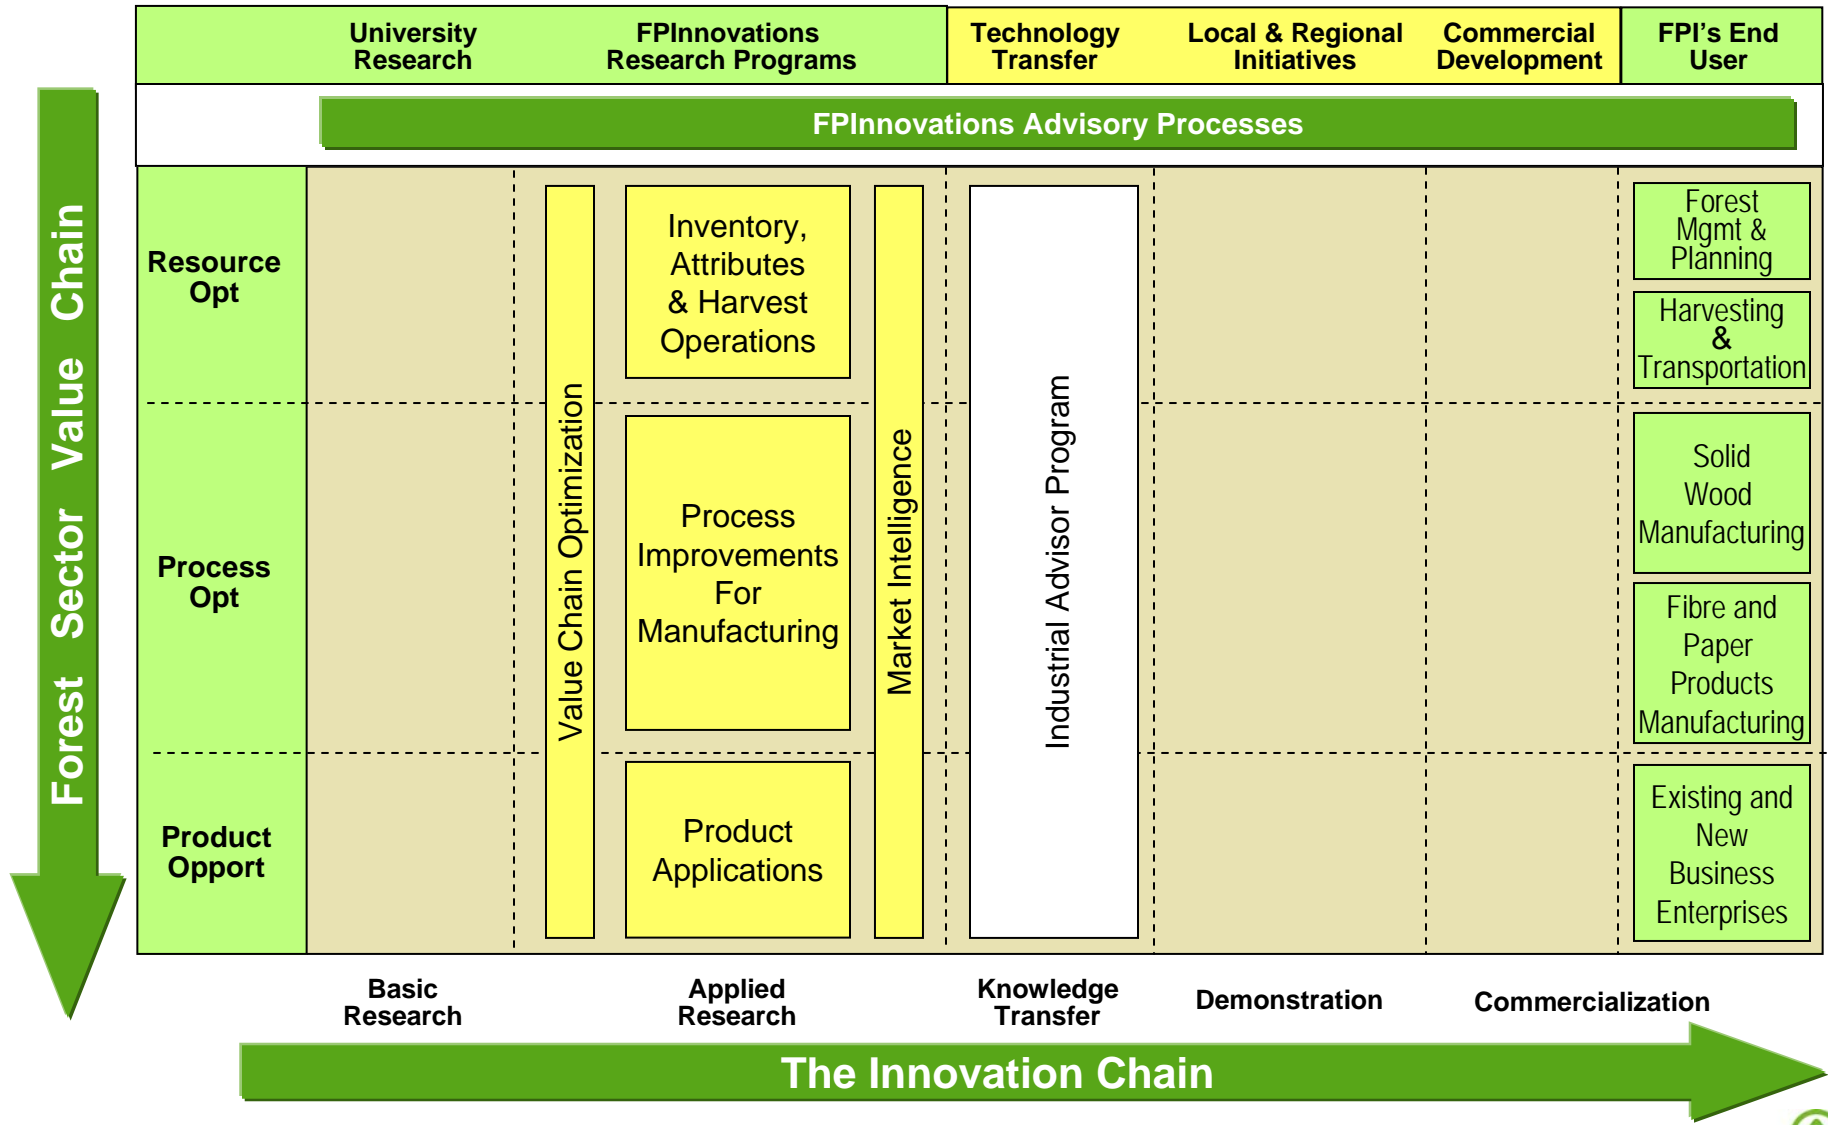 University
Research
FPInnovations
Research Programs
Technology
Transfer
Local & Regional
Initiatives
Commercial
Development
FPI's End
User
FPInnovations Advisory Processes
Forest Sector Value Chain
Resource
Opt
Process
Opt
Product
Opport
Value Chain Optimization
Inventory,
Attributes
& Harvest
Operations
Process
Improvements
For
Manufacturing
Product
Applications
Market Intelligence
Industrial Advisor Program
Forest
Mgmt &
Planning
Harvesting
&
Transportation
Solid
Wood
Manufacturing
Fibre and
Paper
Products
Manufacturing
Existing and
New
Business
Enterprises
Basic
Research
Applied
Research
Knowledge
Transfer
Demonstration
Commercialization
The Innovation Chain